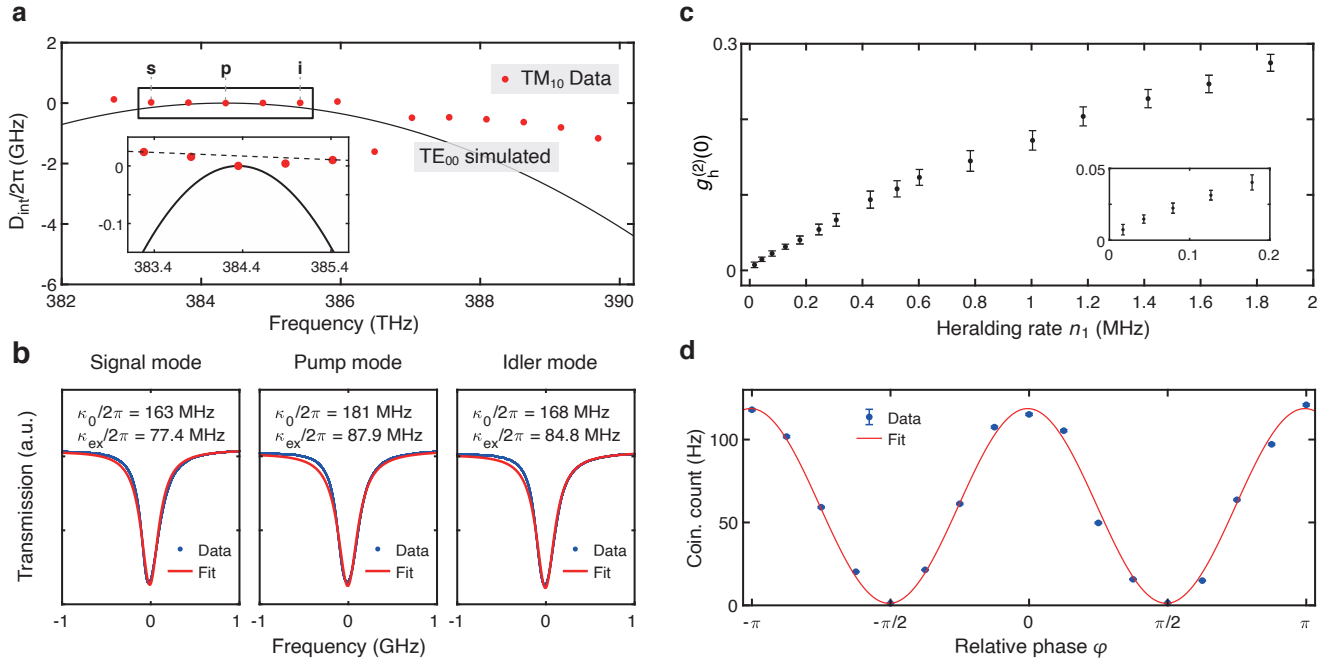 a
D_int/2π (GHz)
2
0
-2
-4
-6
s
p
i
TM₁₀ Data
TE₀₀ simulated
0
-0.1
383.4 384.4 385.4
382 384 386 388 390
Frequency (THz)
b
Signal mode Pump mode Idler mode
Transmission (a.u.)
κ₀/2π = 163 MHz
κ_ex/2π = 77.4 MHz
Data
Fit
-1 0 1
κ₀/2π = 181 MHz
κ_ex/2π = 87.9 MHz
Data
Fit
-1 0 1
κ₀/2π = 168 MHz
κ_ex/2π = 84.8 MHz
Data
Fit
-1 0 1
Frequency (GHz)
c
g_h^(2)(0)
0.3
0
0.05
0
0 0.1 0.2
0 0.2 0.4 0.6 0.8 1 1.2 1.4 1.6 1.8 2
Heralding rate n₁ (MHz)
d
Coin. count (Hz)
100
50
0
Data
Fit
-π -π/2 0 π/2 π
Relative phase φ